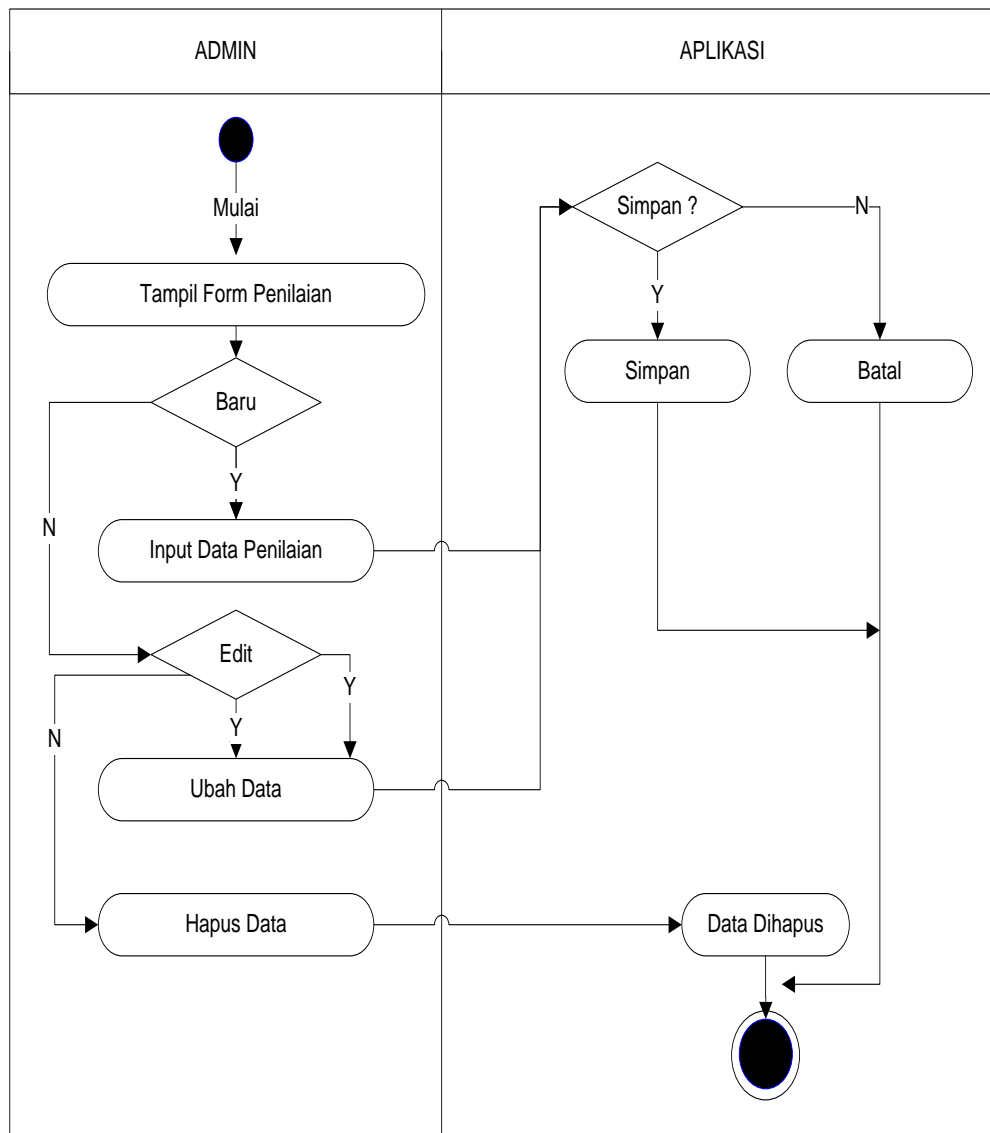 ADMIN
APLIKASI
Mulai
Simpan ?
N
Tampil Form Penilaian
Y
Simpan
Batal
Baru
Y
N
Input Data Penilaian
Edit
Y
Y
N
Ubah Data
Hapus Data
Data Dihapus